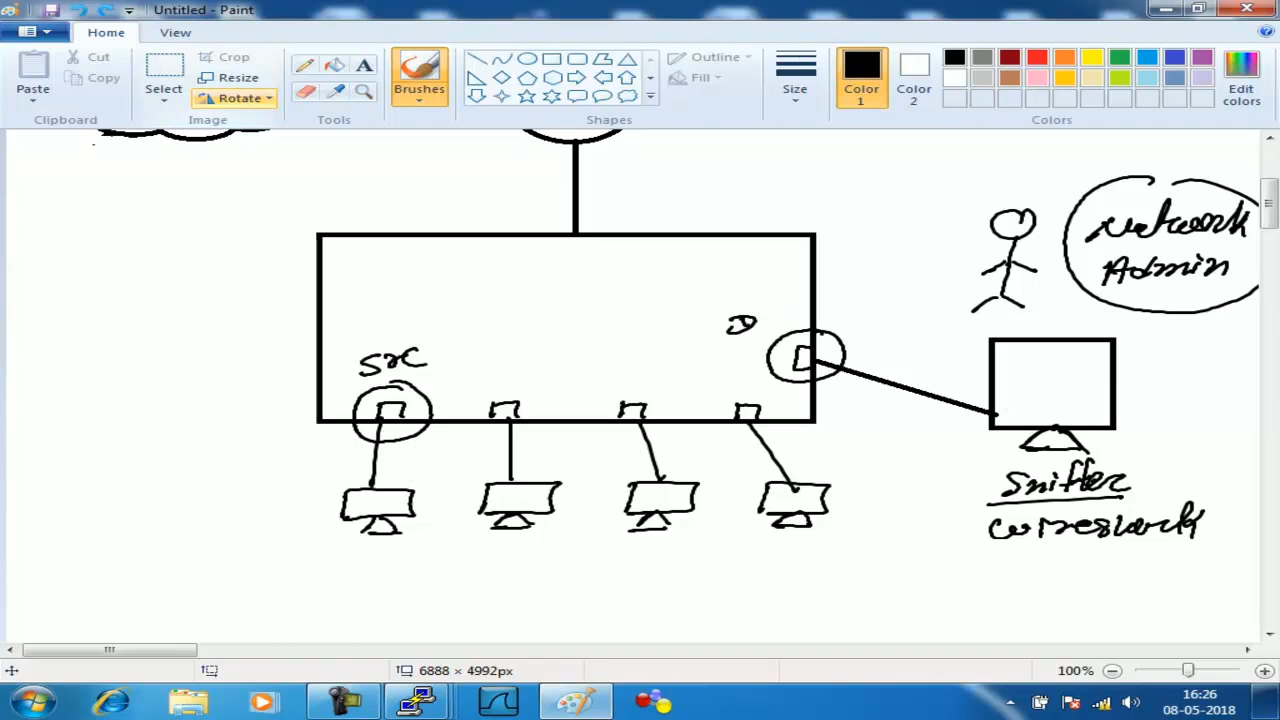 Untitled - Paint
Home
View
Paste
Cut
Copy
Clipboard
Select
Crop
Resize
Rotate
Image
Tools
Brushes
Shapes
Outline
Fill
Size
Color 1
Color 2
Colors
Edit colors
Network
Admin
Src
D
Sniffer
wireshark
6888 × 4992px
100%
16:26
08-05-2018